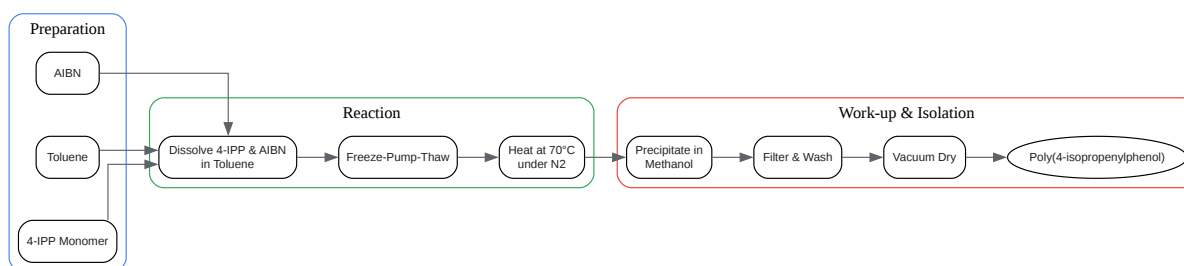 Preparation
AIBN
Toluene
4-IPP Monomer
Reaction
Dissolve 4-IPP & AIBN
in Toluene
Freeze-Pump-Thaw
Heat at 70°C
under N2
Work-up & Isolation
Precipitate in
Methanol
Filter & Wash
Vacuum Dry
Poly(4-isopropenylphenol)